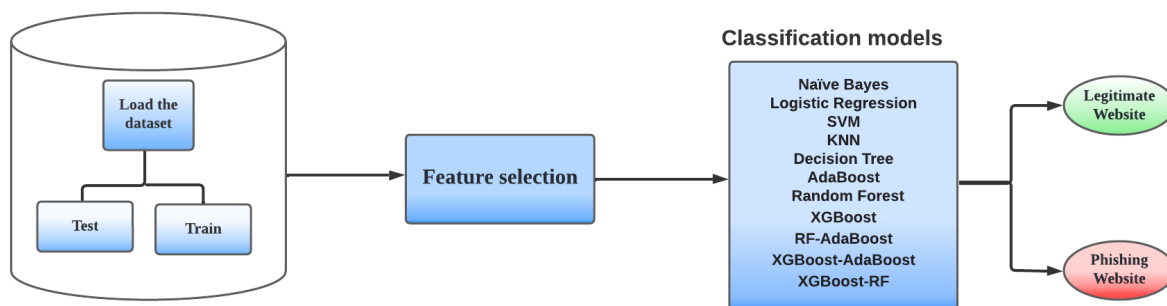 Classification models
Load the
dataset
Test
Train
Feature selection
Naïve Bayes
Logistic Regression
SVM
KNN
Decision Tree
AdaBoost
Random Forest
XGBoost
RF-AdaBoost
XGBoost-AdaBoost
XGBoost-RF
Legitimate
Website
Phishing
Website